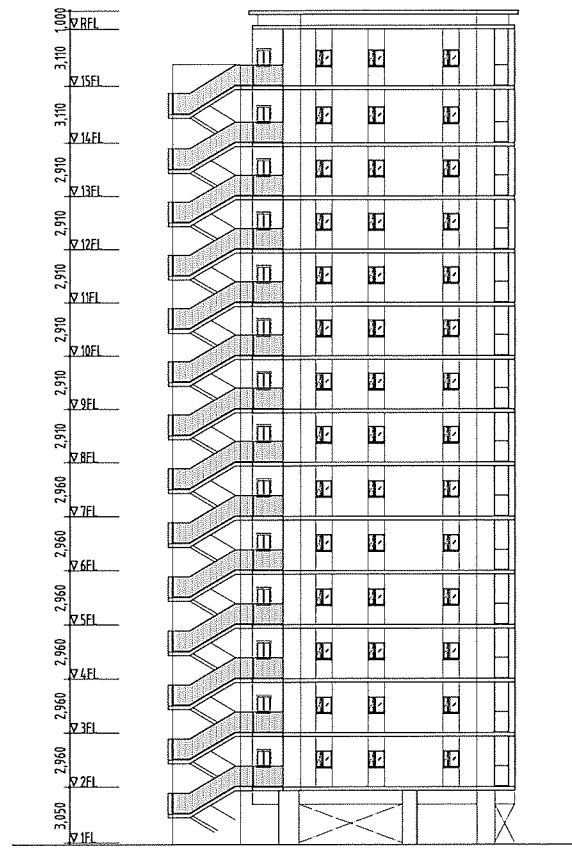 1,000
▽RFL
3,110
▽15FL
3,110
▽14FL
2,910
▽13FL
2,910
▽12FL
2,910
▽11FL
2,910
▽10FL
2,910
▽9FL
2,910
▽8FL
2,960
▽7FL
2,960
▽6FL
2,960
▽5FL
2,960
▽4FL
2,960
▽3FL
2,960
▽2FL
3,050
▽1FL